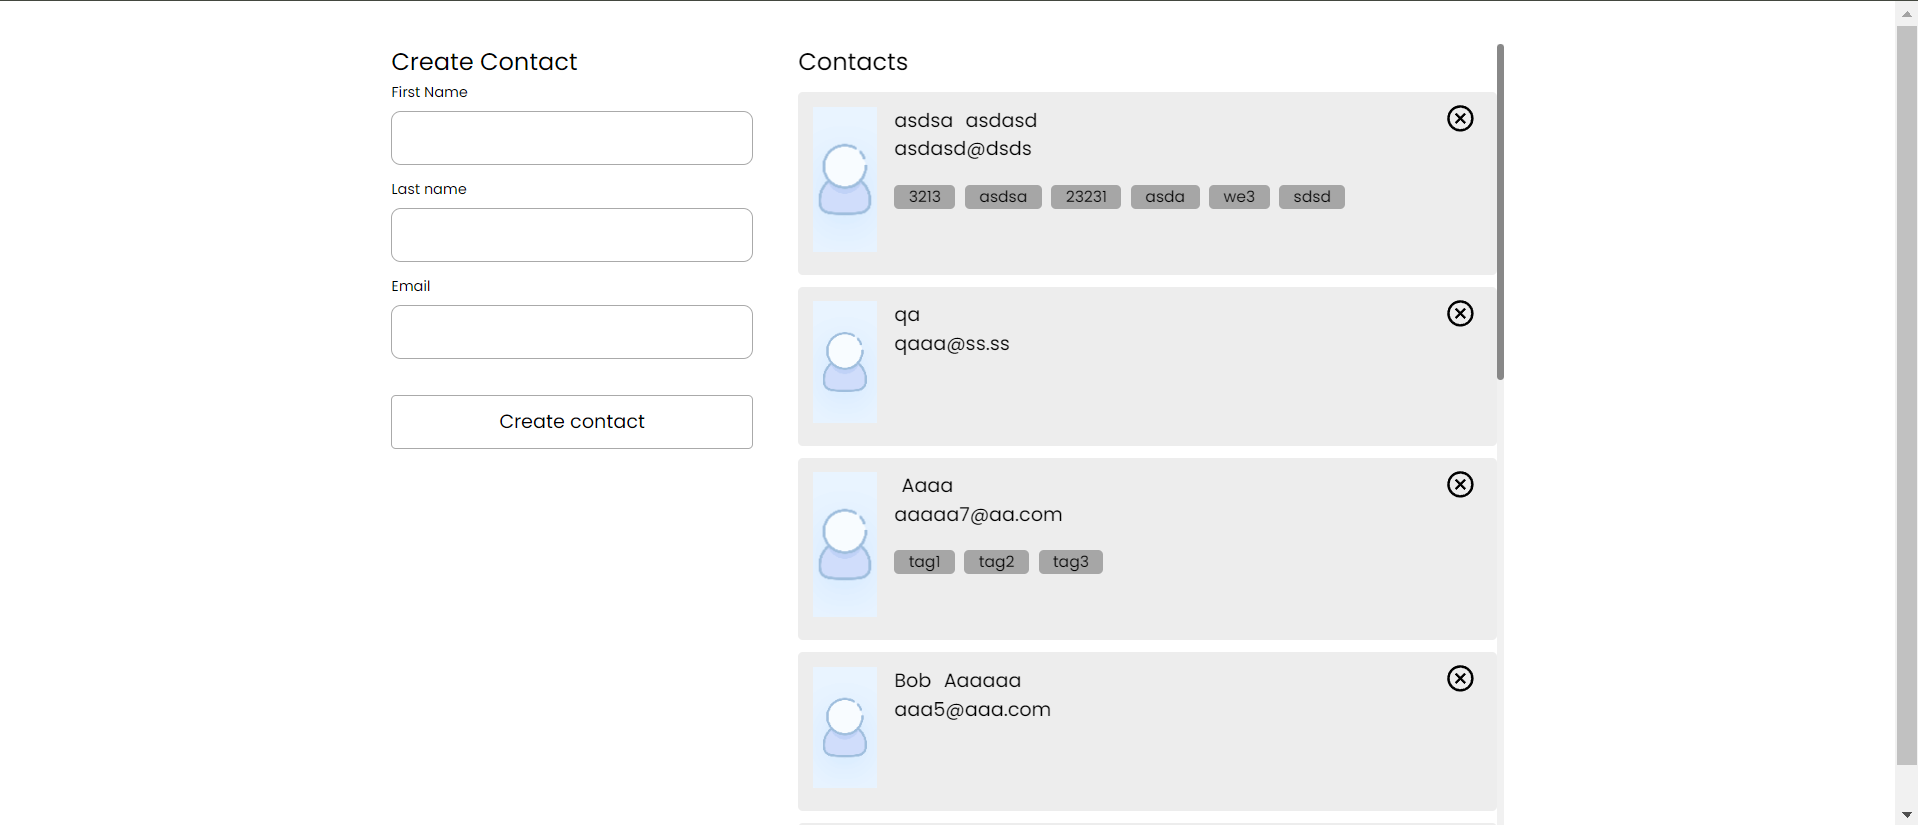 Create Contact
First Name
Last name
Email
Create contact
Contacts
asdsa asdasd
asdasd@dsds
3213 asdsa 23231 asda we3 sdsd
qa
qaaa@ss.ss
Aaaa
aaaaa7@aa.com
tag1 tag2 tag3
Bob Aaaaaa
aaa5@aaa.com